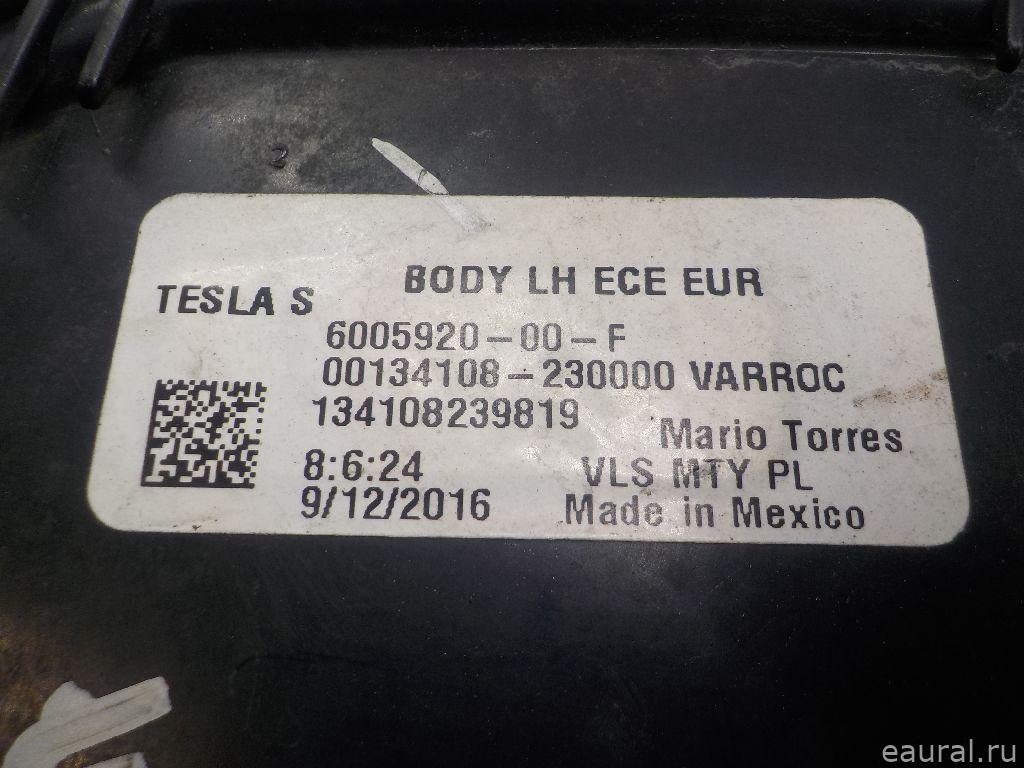 BODY LH ECE EUR
TESLA S
6005920-00-F
00134108-230000 VARROC
134108239819
Mario Torres
8:6:24
VLS MTY PL
9/12/2016
Made in Mexico
eaural.ru